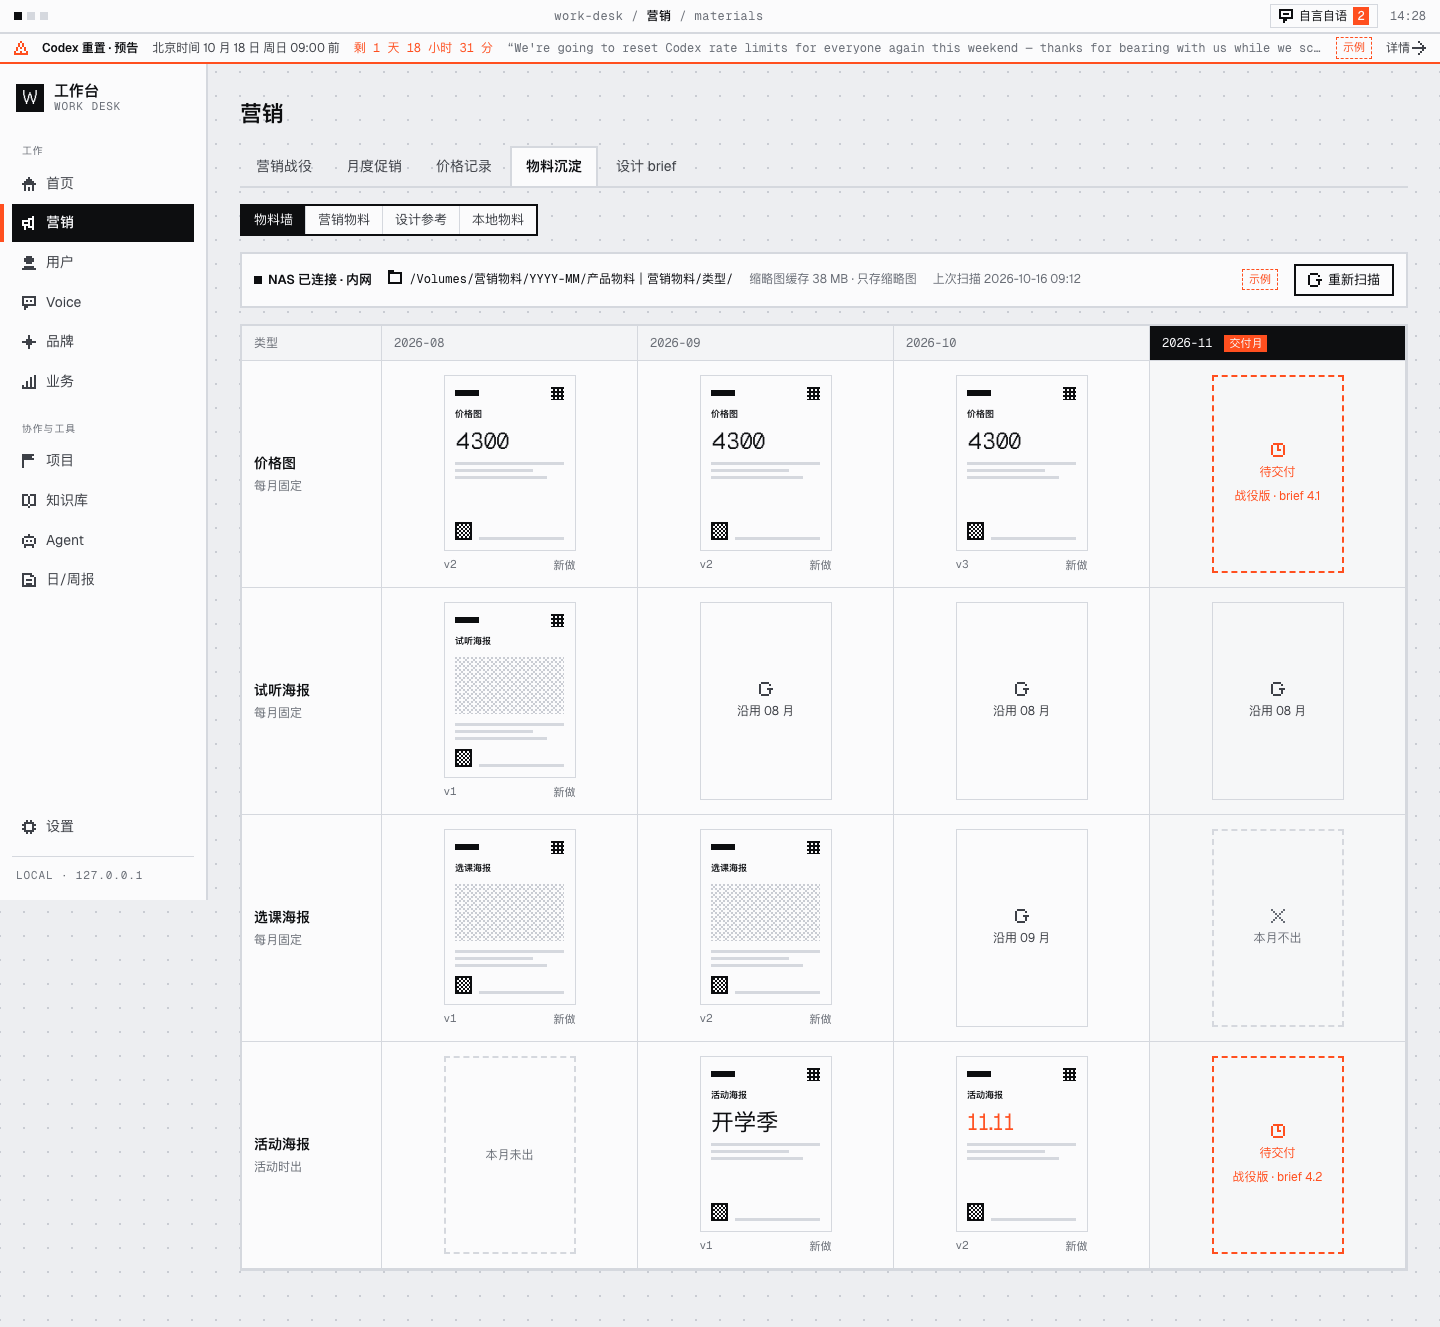 work-desk / 营销 / materials
自言自语 2
14:28
Codex 重置 · 预告 北京时间 10 月 18 日 周日 09:00 前 剩 1 天 18 小时 31 分 “We're going to reset Codex rate limits for everyone again this weekend — thanks for bearing with us while we sc… 示例 详情
W 工作台
WORK DESK
工作
首页
营销
用户
Voice
品牌
业务
协作与工具
项目
知识库
Agent
日/周报
设置
LOCAL · 127.0.0.1
营销
营销战役 月度促销 价格记录 物料沉淀 设计 brief
物料墙 营销物料 设计参考 本地物料
NAS 已连接 · 内网 /Volumes/营销物料/YYYY-MM/产品物料 | 营销物料/类型/ 缩略图缓存 38 MB · 只存缩略图 上次扫描 2026-10-16 09:12 示例 重新扫描
类型 2026-08 2026-09 2026-10 2026-11 交付月
价格图
每月固定
价格图
4300
v2 新做
价格图
4300
v2 新做
价格图
4300
v3 新做
待交付
战役版 · brief 4.1
试听海报
每月固定
试听海报
v1 新做
沿用 08 月
沿用 08 月
沿用 08 月
选课海报
每月固定
选课海报
v1 新做
选课海报
v2 新做
沿用 09 月
本月不出
活动海报
活动时出
本月未出
活动海报
开学季
v1 新做
活动海报
11.11
v2 新做
待交付
战役版 · brief 4.2